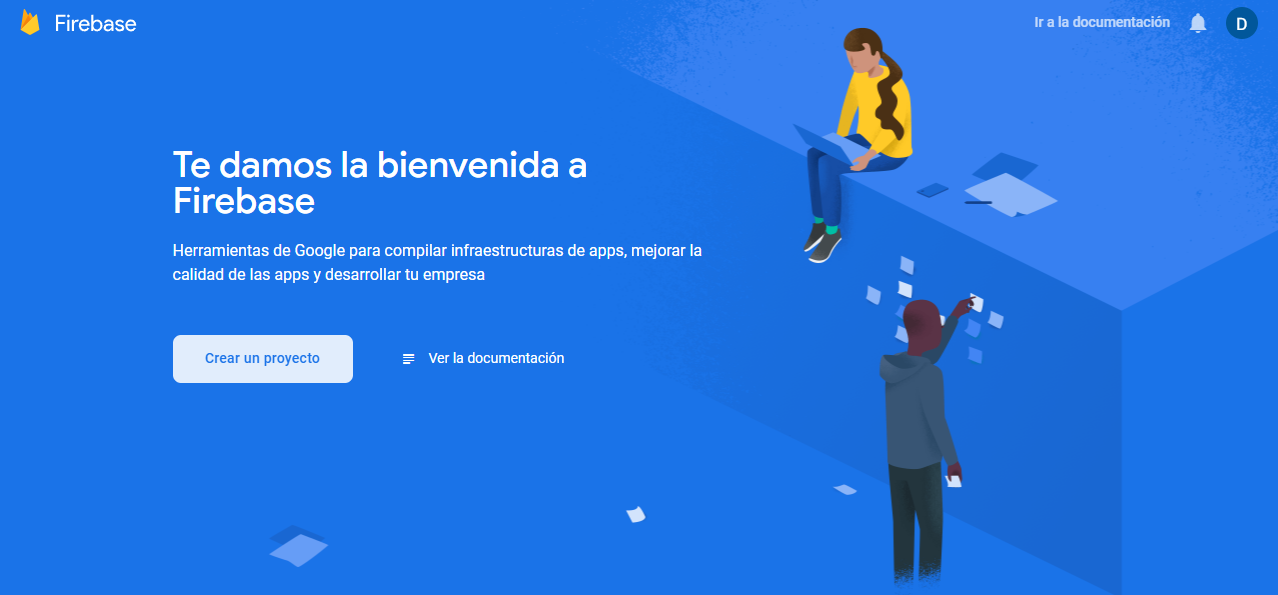 Firebase
Ir a la documentación
D
Te damos la bienvenida a
Firebase
Herramientas de Google para compilar infraestructuras de apps, mejorar la
calidad de las apps y desarrollar tu empresa
Crear un proyecto
Ver la documentación